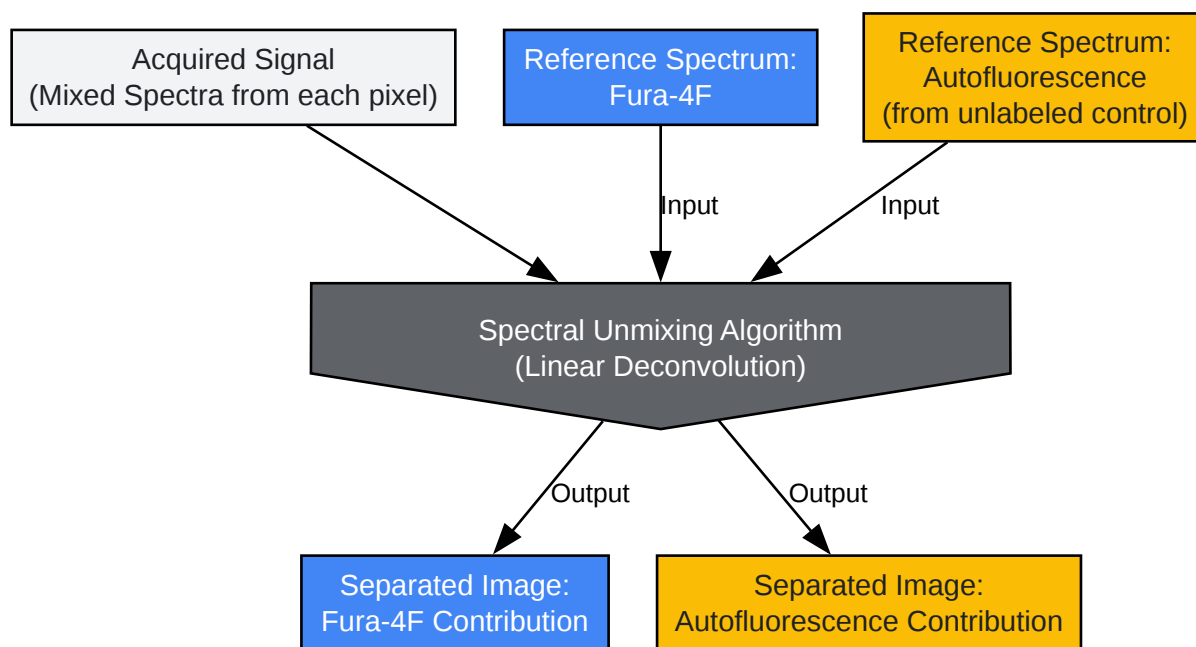 Acquired Signal
(Mixed Spectra from each pixel)
Reference Spectrum:
Fura-4F
Reference Spectrum:
Autofluorescence
(from unlabeled control)
Input
Input
Spectral Unmixing Algorithm
(Linear Deconvolution)
Output
Output
Separated Image:
Fura-4F Contribution
Separated Image:
Autofluorescence Contribution